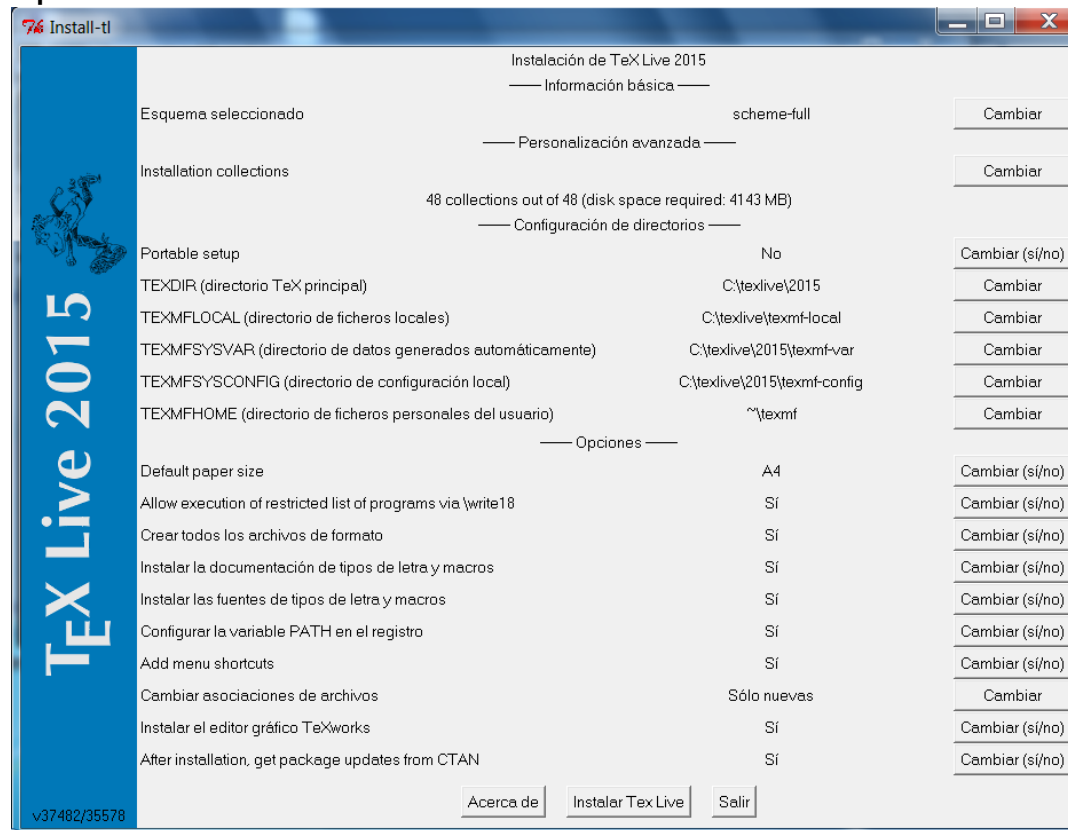 Install-tl
Instalación de TeX Live 2015
Información básica
Esquema seleccionado scheme-full Cambiar
Personalización avanzada
Installation collections Cambiar
48 collections out of 48 (disk space required: 4143 MB)
Configuración de directorios
Portable setup No Cambiar (sí/no)
TEXDIR (directorio TeX principal) C:\texlive\2015 Cambiar
TEXMFLOCAL (directorio de ficheros locales) C:\texlive\texmf-local Cambiar
TEXMFSYSVAR (directorio de datos generados automáticamente) C:\texlive\2015\texmf-var Cambiar
TEXMFSYSCONFIG (directorio de configuración local) C:\texlive\2015\texmf-config Cambiar
TEXMFHOME (directorio de ficheros personales del usuario) ~\texmf Cambiar
Opciones
Default paper size A4 Cambiar (sí/no)
Allow execution of restricted list of programs via \write18 Sí Cambiar (sí/no)
Crear todos los archivos de formato Sí Cambiar (sí/no)
Instalar la documentación de tipos de letra y macros Sí Cambiar (sí/no)
Instalar las fuentes de tipos de letra y macros Sí Cambiar (sí/no)
Configurar la variable PATH en el registro Sí Cambiar (sí/no)
Add menu shortcuts Sí Cambiar (sí/no)
Cambiar asociaciones de archivos Sólo nuevas Cambiar
Instalar el editor gráfico TeXworks Sí Cambiar (sí/no)
After installation, get package updates from CTAN Sí Cambiar (sí/no)
Acerca de Instalar Tex Live Salir
TEX Live 2015
v37482/35578